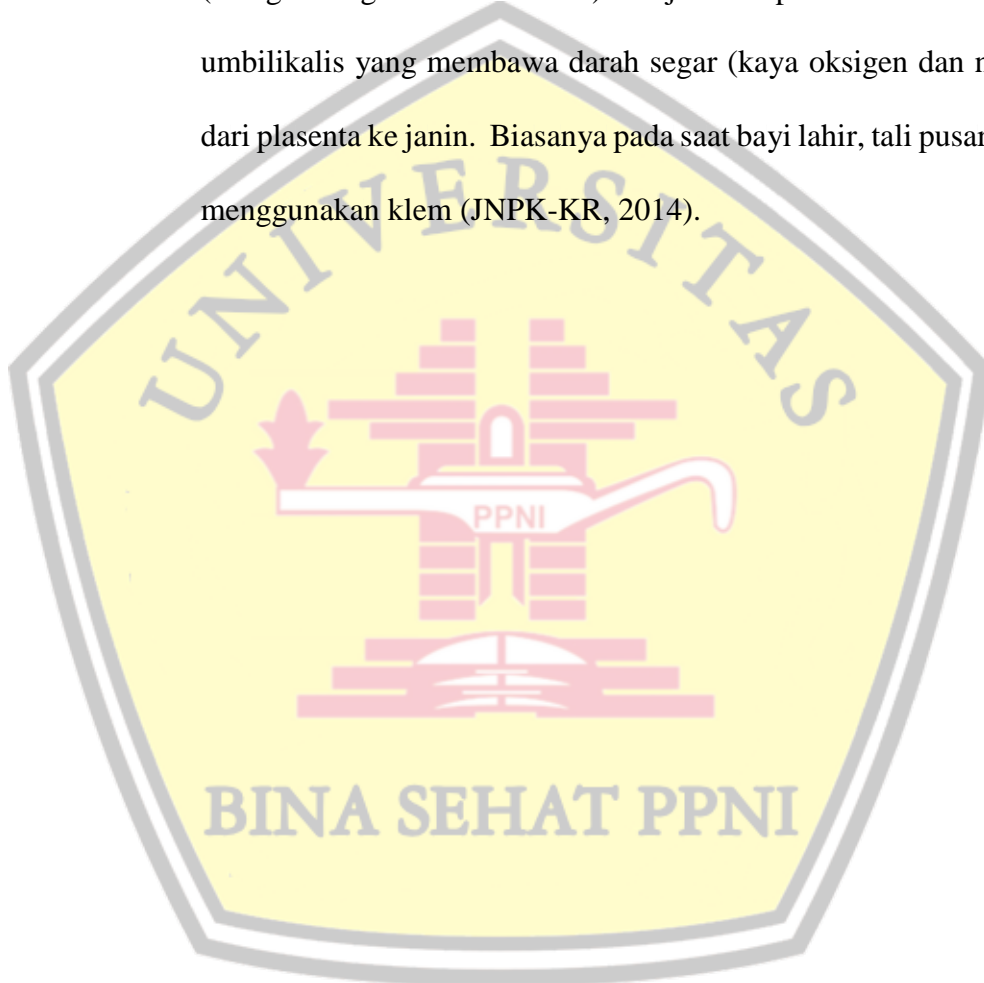 umbilikalis yang membawa darah segar (kaya oksigen dan
dari plasenta ke janin. Biasanya pada saat bayi lahir, tali pusar
menggunakan klem (JNPK-KR, 2014).
UNIVERSITAS
PPNI
BINA SEHAT PPNI